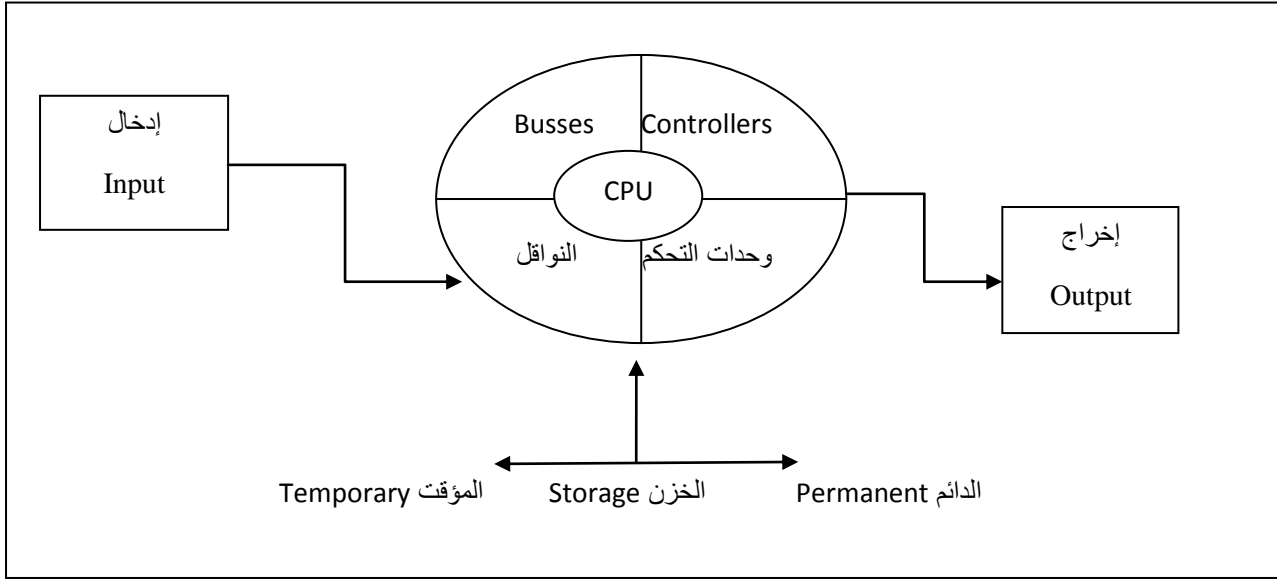 إدخال
Input
Busses
Controllers
CPU
النواقل
وحدات التحكم
إخراج
Output
Temporary المؤقت
Storage الخزن
Permanent الدائم